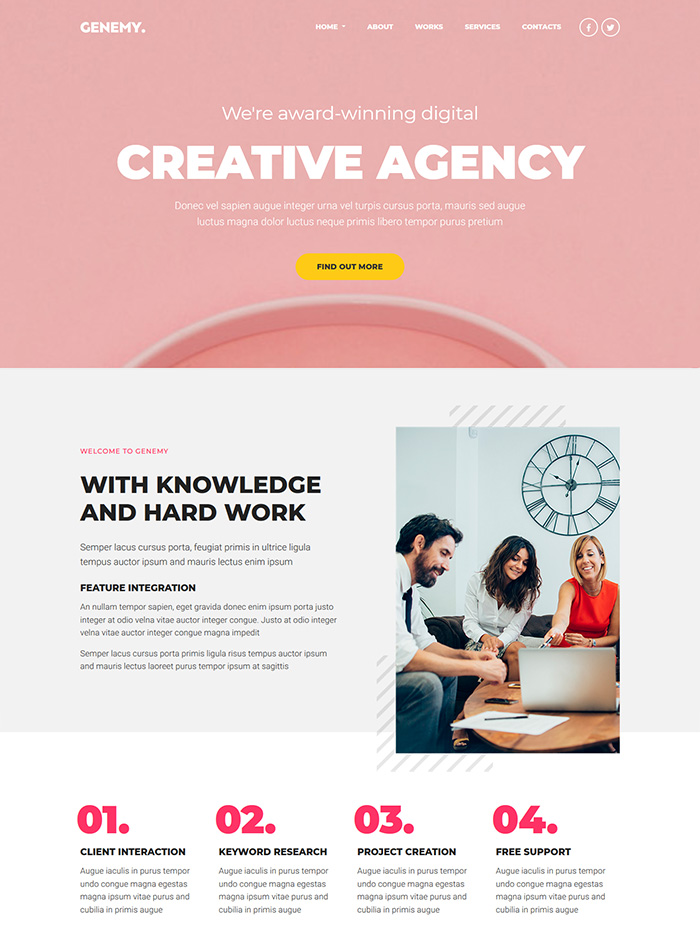 GENEMY.
HOME
ABOUT
WORKS
SERVICES
CONTACTS
We're award-winning digital
CREATIVE AGENCY
Donec vel sapien augue integer urna vel turpis cursus porta, mauris sed augue
luctus magna dolor luctus neque primis libero tempor purus pretium
FIND OUT MORE
WELCOME TO GENEMY
WITH KNOWLEDGE
AND HARD WORK
Semper lacus cursus porta, feugiat primis in ultrice ligula
tempus auctor ipsum and mauris lectus enim ipsum
FEATURE INTEGRATION
An nullam tempor sapien, eget gravida donec enim ipsum porta justo
integer at odio velna vitae auctor integer congue. Justo at odio integer
velna vitae auctor integer congue magna impedit
Semper lacus cursus porta primis ligula risus tempus auctor ipsum
and mauris lectus laoreet purus tempor ipsum at sagittis
01.
CLIENT INTERACTION
Augue iaculis in purus tempor
undo congue magna egestas
magna ipsum vitae purus and
cubilia in primis augue
02.
KEYWORD RESEARCH
Augue iaculis in purus tempor
undo congue magna egestas
magna ipsum vitae purus and
cubilia in primis augue
03.
PROJECT CREATION
Augue iaculis in purus tempor
undo congue magna egestas
magna ipsum vitae purus and
cubilia in primis augue
04.
FREE SUPPORT
Augue iaculis in purus tempor
undo congue magna egestas
magna ipsum vitae purus and
cubilia in primis augue